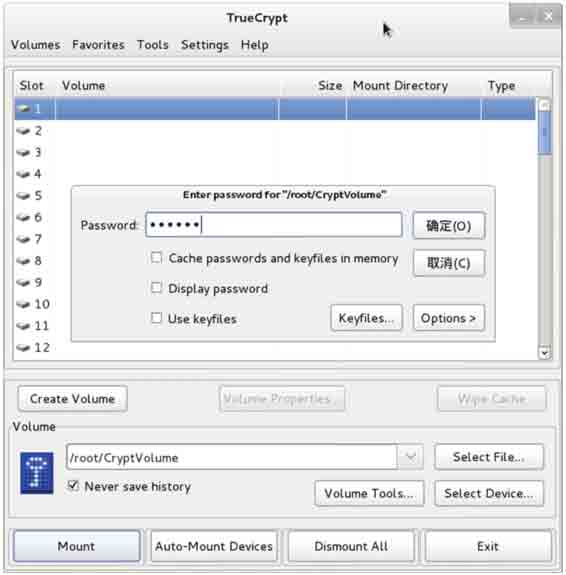 TrueCrypt
Volumes Favorites Tools Settings Help
Slot Volume Size Mount Directory Type
1
2
3
4
5
6
7
8
9
10
11
12
Enter password for "/root/CryptVolume"
Password: ●●●●●● 确定(O)
Cache passwords and keyfiles in memory 取消(C)
Display password
Use keyfiles Keyfiles... Options >
Create Volume Volume Properties... Wipe Cache
Volume
/root/CryptVolume Select File...
Never save history Volume Tools... Select Device...
Mount Auto-Mount Devices Dismount All Exit